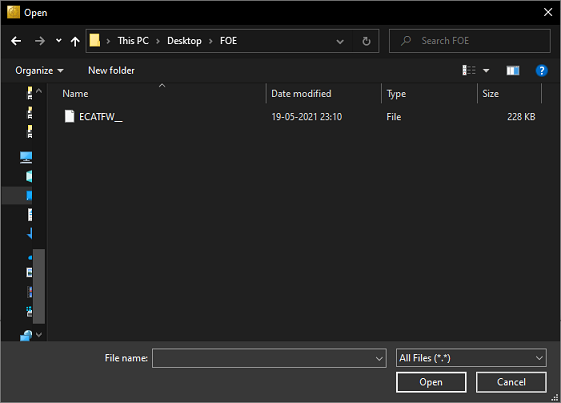 Open
This PC > Desktop > FOE
Search FOE
Organize
New folder
?
Name Date modified Type Size
ECATFW__ 19-05-2021 23:10 File 228 KB
File name:
All Files (*.*)
Open Cancel